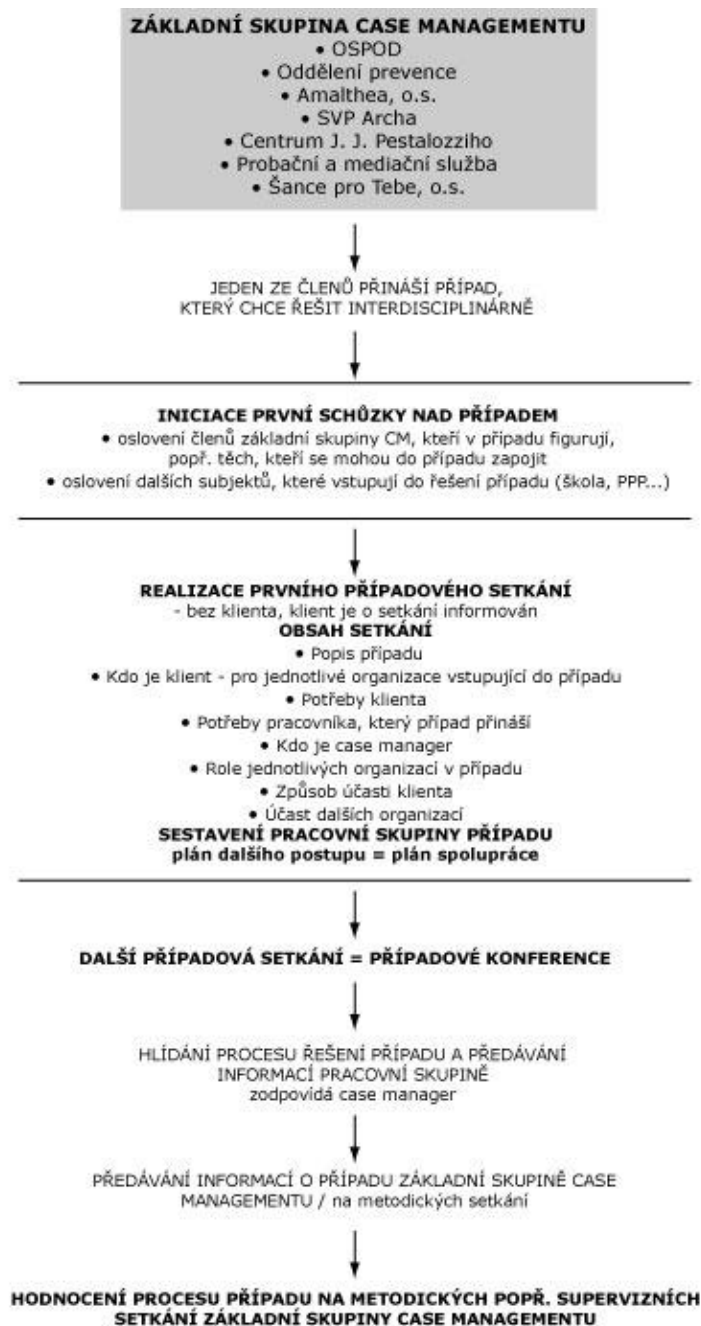 ZÁKLADNÍ SKUPINA CASE MANAGEMENTU
• OSPOD
• Oddělení prevence
• Amalthea, o.s.
• SVP Archa
• Centrum J. J. Pestalozziho
• Probační a mediační služba
• Šance pro Tebe, o.s.
JEDEN ZE ČLENŮ PŘINÁŠÍ PŘÍPAD,
KTERÝ CHCE ŘEŠIT INTERDISCIPLINÁRNĚ
INICIACE PRVNÍ SCHŮZKY NAD PŘÍPADEM
• oslovení členů základní skupiny CM, kteří v případu figurují,
popř. těch, kteří se mohou do případu zapojit
• oslovení dalších subjektů, které vstupují do řešení případu (škola, PPP...)
REALIZACE PRVNÍHO PŘÍPADOVÉHO SETKÁNÍ
- bez klienta, klient je o setkání informován
OBSAH SETKÁNÍ
• Popis případu
• Kdo je klient - pro jednotlivé organizace vstupující do případu
• Potřeby klienta
• Potřeby pracovníka, který případ přináší
• Kdo je case manager
• Role jednotlivých organizací v případu
• Způsob účasti klienta
• Účast dalších organizací
SESTAVENÍ PRACOVNÍ SKUPINY PŘÍPADU
plán dalšího postupu = plán spolupráce
DALŠÍ PŘÍPADOVÁ SETKÁNÍ = PŘÍPADOVÉ KONFERENCE
HLÍDÁNÍ PROCESU ŘEŠENÍ PŘÍPADU A PŘEDÁVÁNÍ
INFORMACÍ PRACOVNÍ SKUPINĚ
zodpovídá case manager
PŘEDÁVÁNÍ INFORMACÍ O PŘÍPADU ZÁKLADNÍ SKUPINĚ CASE
MANAGEMENTU / na metodických setkání
HODNOCENÍ PROCESU PŘÍPADU NA METODICKÝCH POPŘ. SUPERVIZNÍCH
SETKÁNÍ ZÁKLADNÍ SKUPINY CASE MANAGEMENTU